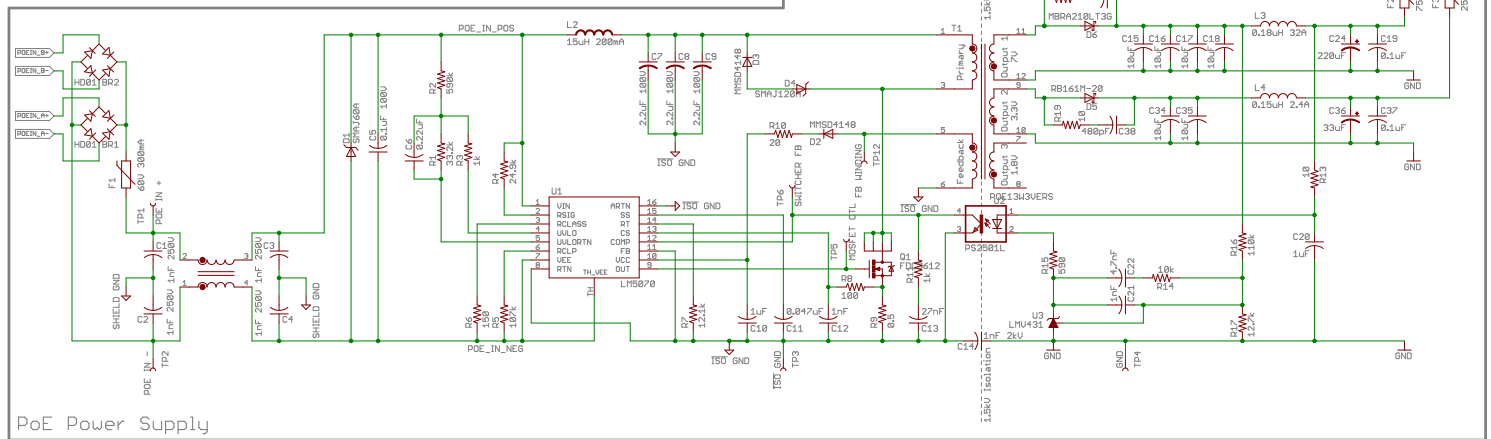 POE_IN_POS
L2
15uH 200mA
POEIN_B+
POEIN_B-
HD01 BR2
POEIN_A+
POEIN_A-
HD01 BR1
F1
60V 300mA
TP1
POE IN +
C1
1nF 250V
C2
1nF 250V
SHIELD GND
POE IN -
TP2
2
3
1
4
C3
1nF 250V
C4
1nF 250V
SHIELD GND
D1
SMAJ60A
C5
0.1uF 100V
C6
0.22uF
R2
590k
R1
33.2k
R3
1k
R4
24.9k
R6
150
R5
107k
POE_IN_NEG
U1
1 VIN
2 RSIG
3 RCLASS
4 UVLO
5 UVLORTN
6 RCLP
7 VEE
8 RTN
ARTN 16
SS 15
RT 14
CS 13
COMP 12
FB 11
VCC 10
OUT 9
TH_VEE
TH
LM5070
C7
2.2uF 100V
C8
2.2uF 100V
C9
2.2uF 100V
ISO GND
ISO GND
D3
MMSD4148
D4
SMAJ120A
R10
20
MMSD4148
D2
TP6
SWITCHER FB
FB WINDING
TP12
TP5
MOSFET CTL
R7
12.1k
1uF
C10
0.047uF
C11
1nF
C12
R8
100
R9
0.5
Q1
1k
27nF
C13
ISO GND
ISO GND
TP3
ISO GND
T1
Primary
Feedback
Output 1
Output 2
3.3V
Output 3
1.8V
1
3
5
6
11
12
9
10
7
8
POE13W3VERS
U2
4
3
1
2
PS2501L
C14
1nF 2kV
1.5kV Isolation
MBRA210LT3G
D6
C15
10uF
C16
10uF
C17
10uF
C18
10uF
L3
0.18uH 32A
C24
220uF
C19
0.1uF
GND
RB161M-20
D5
R19
10
480pF
C38
C34
10uF
C35
10uF
L4
0.15uH 2.4A
C36
33uF
C37
0.1uF
GND
R13
10
C20
1uF
R15
590
4.7nF
C22
1nF
C21
10k
R14
R16
110k
R17
12.7k
U3
LMV431
GND
GND
TP4
GND
PoE Power Supply